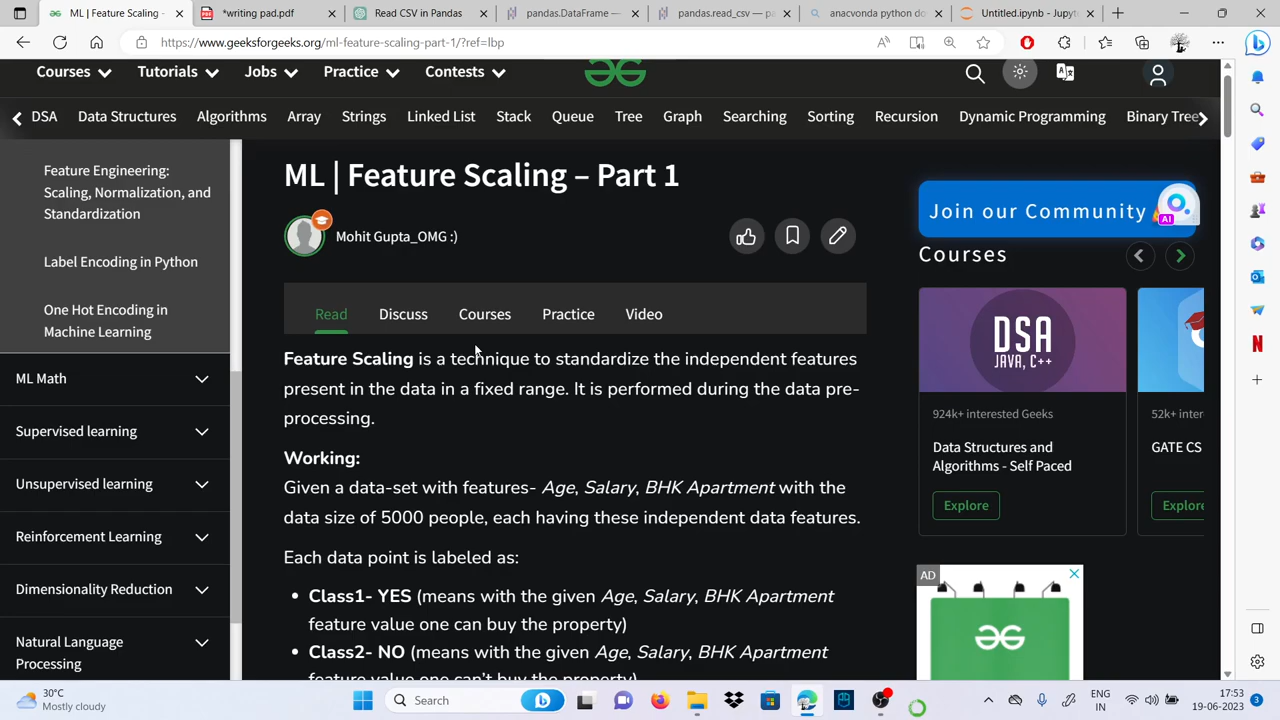 ML | Feature Scaling -
*writing pad.pdf
Read CSV in Pandas
pandas.DataFrame —
pandas.read_csv — pa
anacvonda python do
Untitled.ipynb - Jupyte
https://www.geeksforgeeks.org/ml-feature-scaling-part-1/?ref=lbp
Courses
Tutorials
Jobs
Practice
Contests
DSA
Data Structures
Algorithms
Array
Strings
Linked List
Stack
Queue
Tree
Graph
Searching
Sorting
Recursion
Dynamic Programming
Binary Tree
Feature Engineering:
Scaling, Normalization, and
Standardization
Label Encoding in Python
One Hot Encoding in
Machine Learning
ML Math
Supervised learning
Unsupervised learning
Reinforcement Learning
Dimensionality Reduction
Natural Language
Processing
ML | Feature Scaling – Part 1
Mohit Gupta_OMG :)
Read
Discuss
Courses
Practice
Video
Feature Scaling is a technique to standardize the independent features
present in the data in a fixed range. It is performed during the data pre-
processing.
Working:
Given a data-set with features- Age, Salary, BHK Apartment with the
data size of 5000 people, each having these independent data features.
Each data point is labeled as:
• Class1- YES (means with the given Age, Salary, BHK Apartment
feature value one can buy the property)
• Class2- NO (means with the given Age, Salary, BHK Apartment
feature value one can't buy the property)
Join our Community
AI
Courses
DSA
JAVA, C++
924k+ interested Geeks
Data Structures and
Algorithms - Self Paced
Explore
52k+ inter
GATE CS
Explore
AD
30°C
Mostly cloudy
Search
ENG
IN
17:53
19-06-2023
3